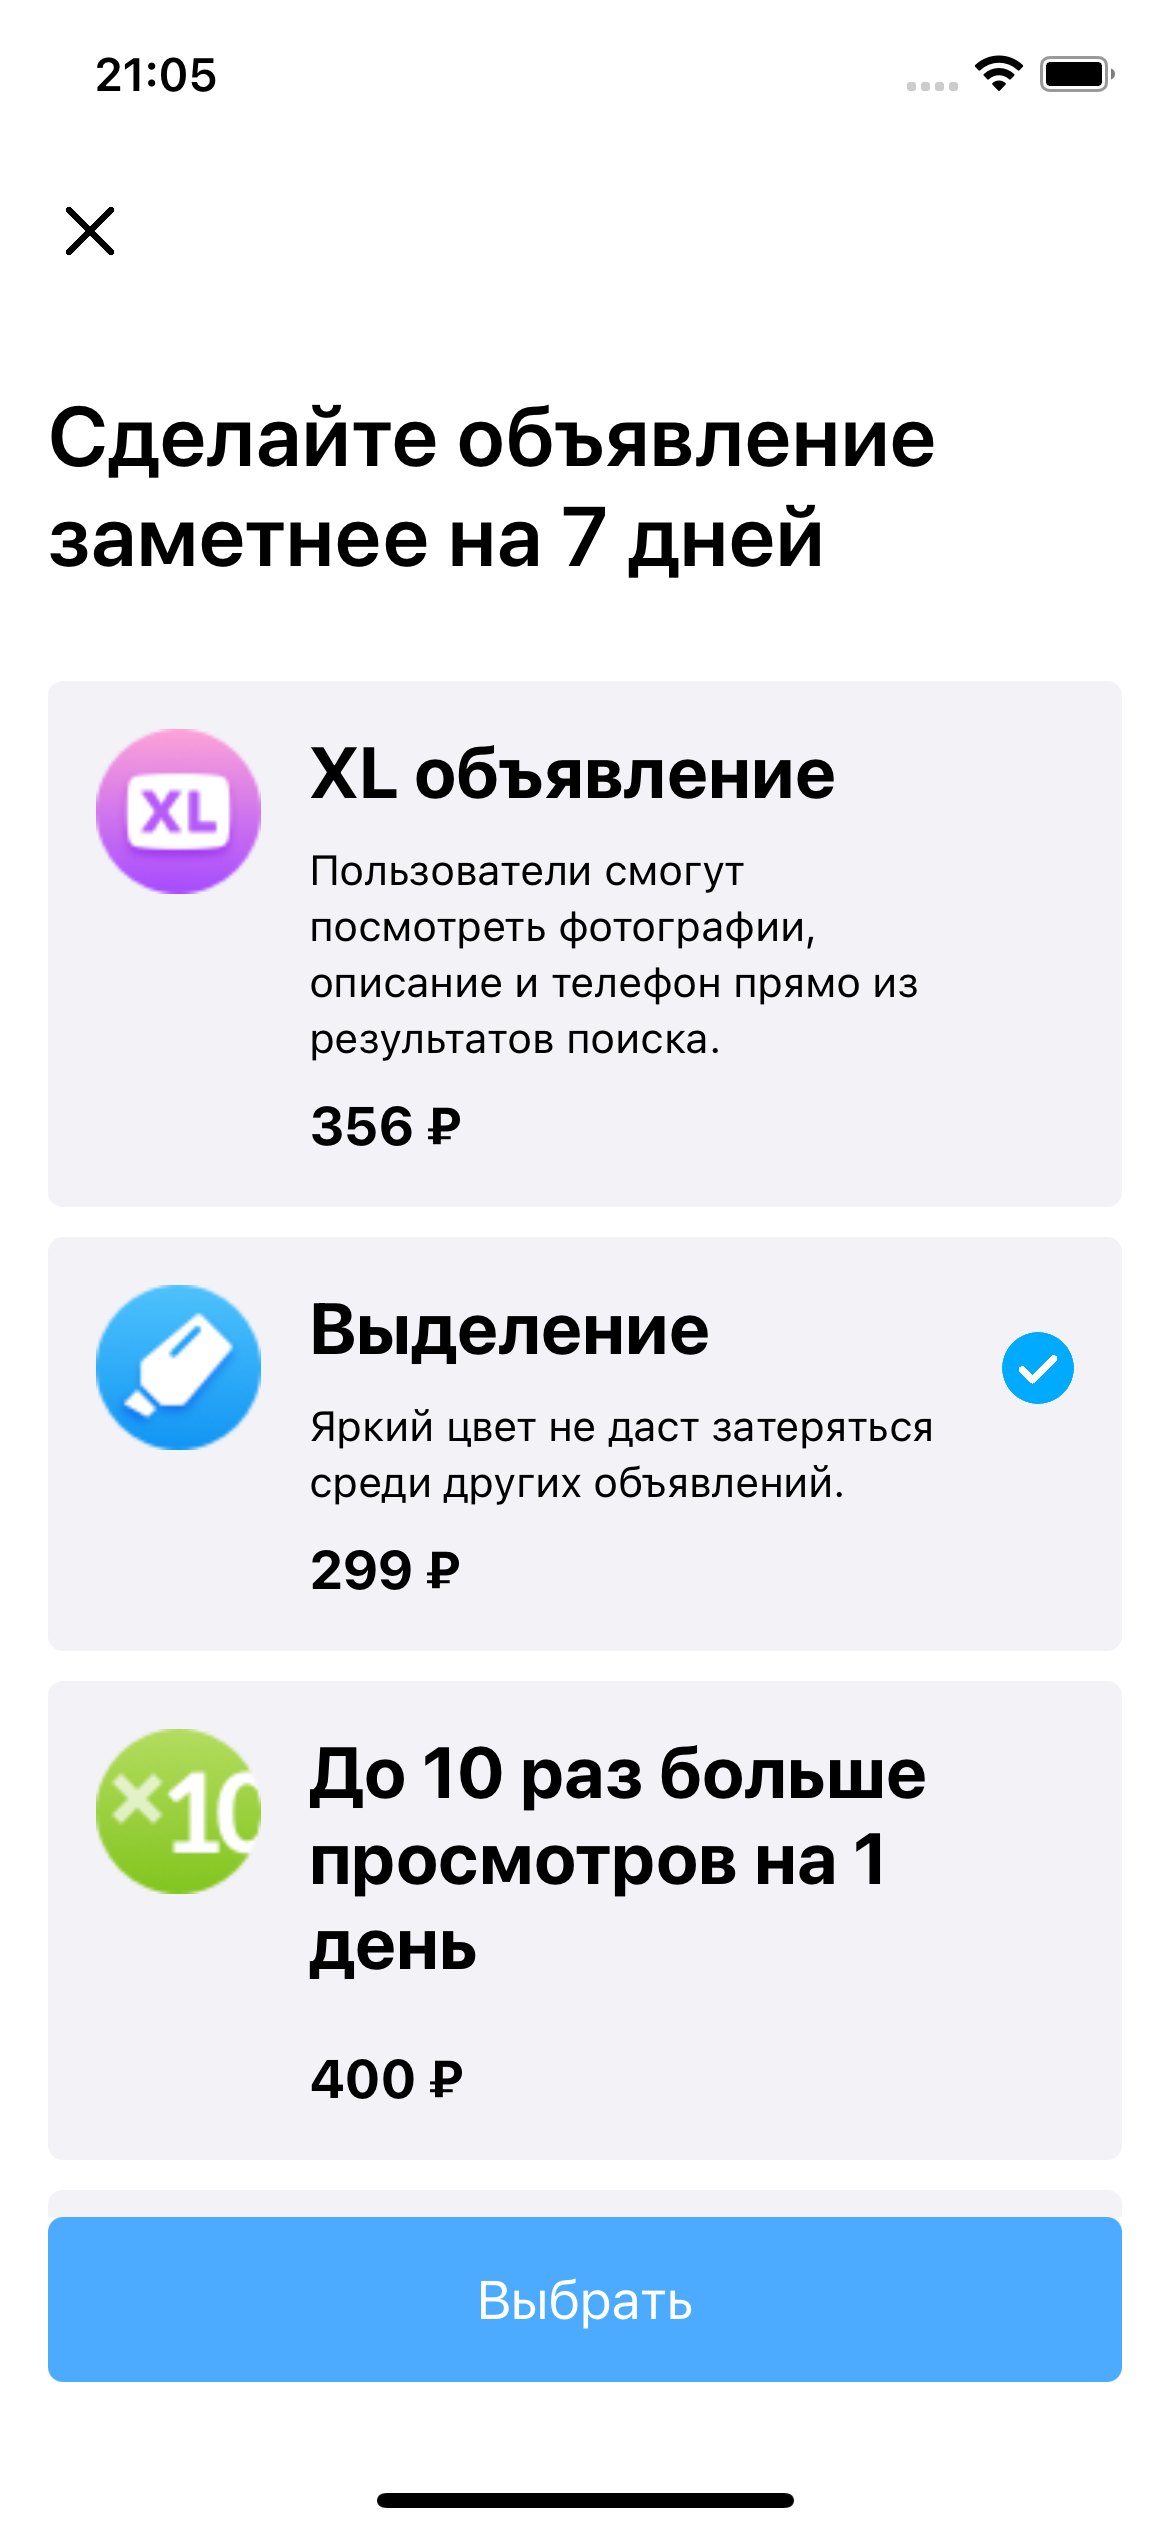 21:05
Сделайте объявление
заметнее на 7 дней
XL
XL объявление
Пользователи смогут
посмотреть фотографии,
описание и телефон прямо из
результатов поиска.
356 ₽
Выделение
Яркий цвет не даст затеряться
среди других объявлений.
299 ₽
×10
До 10 раз больше
просмотров на 1
день
400 ₽
Выбрать